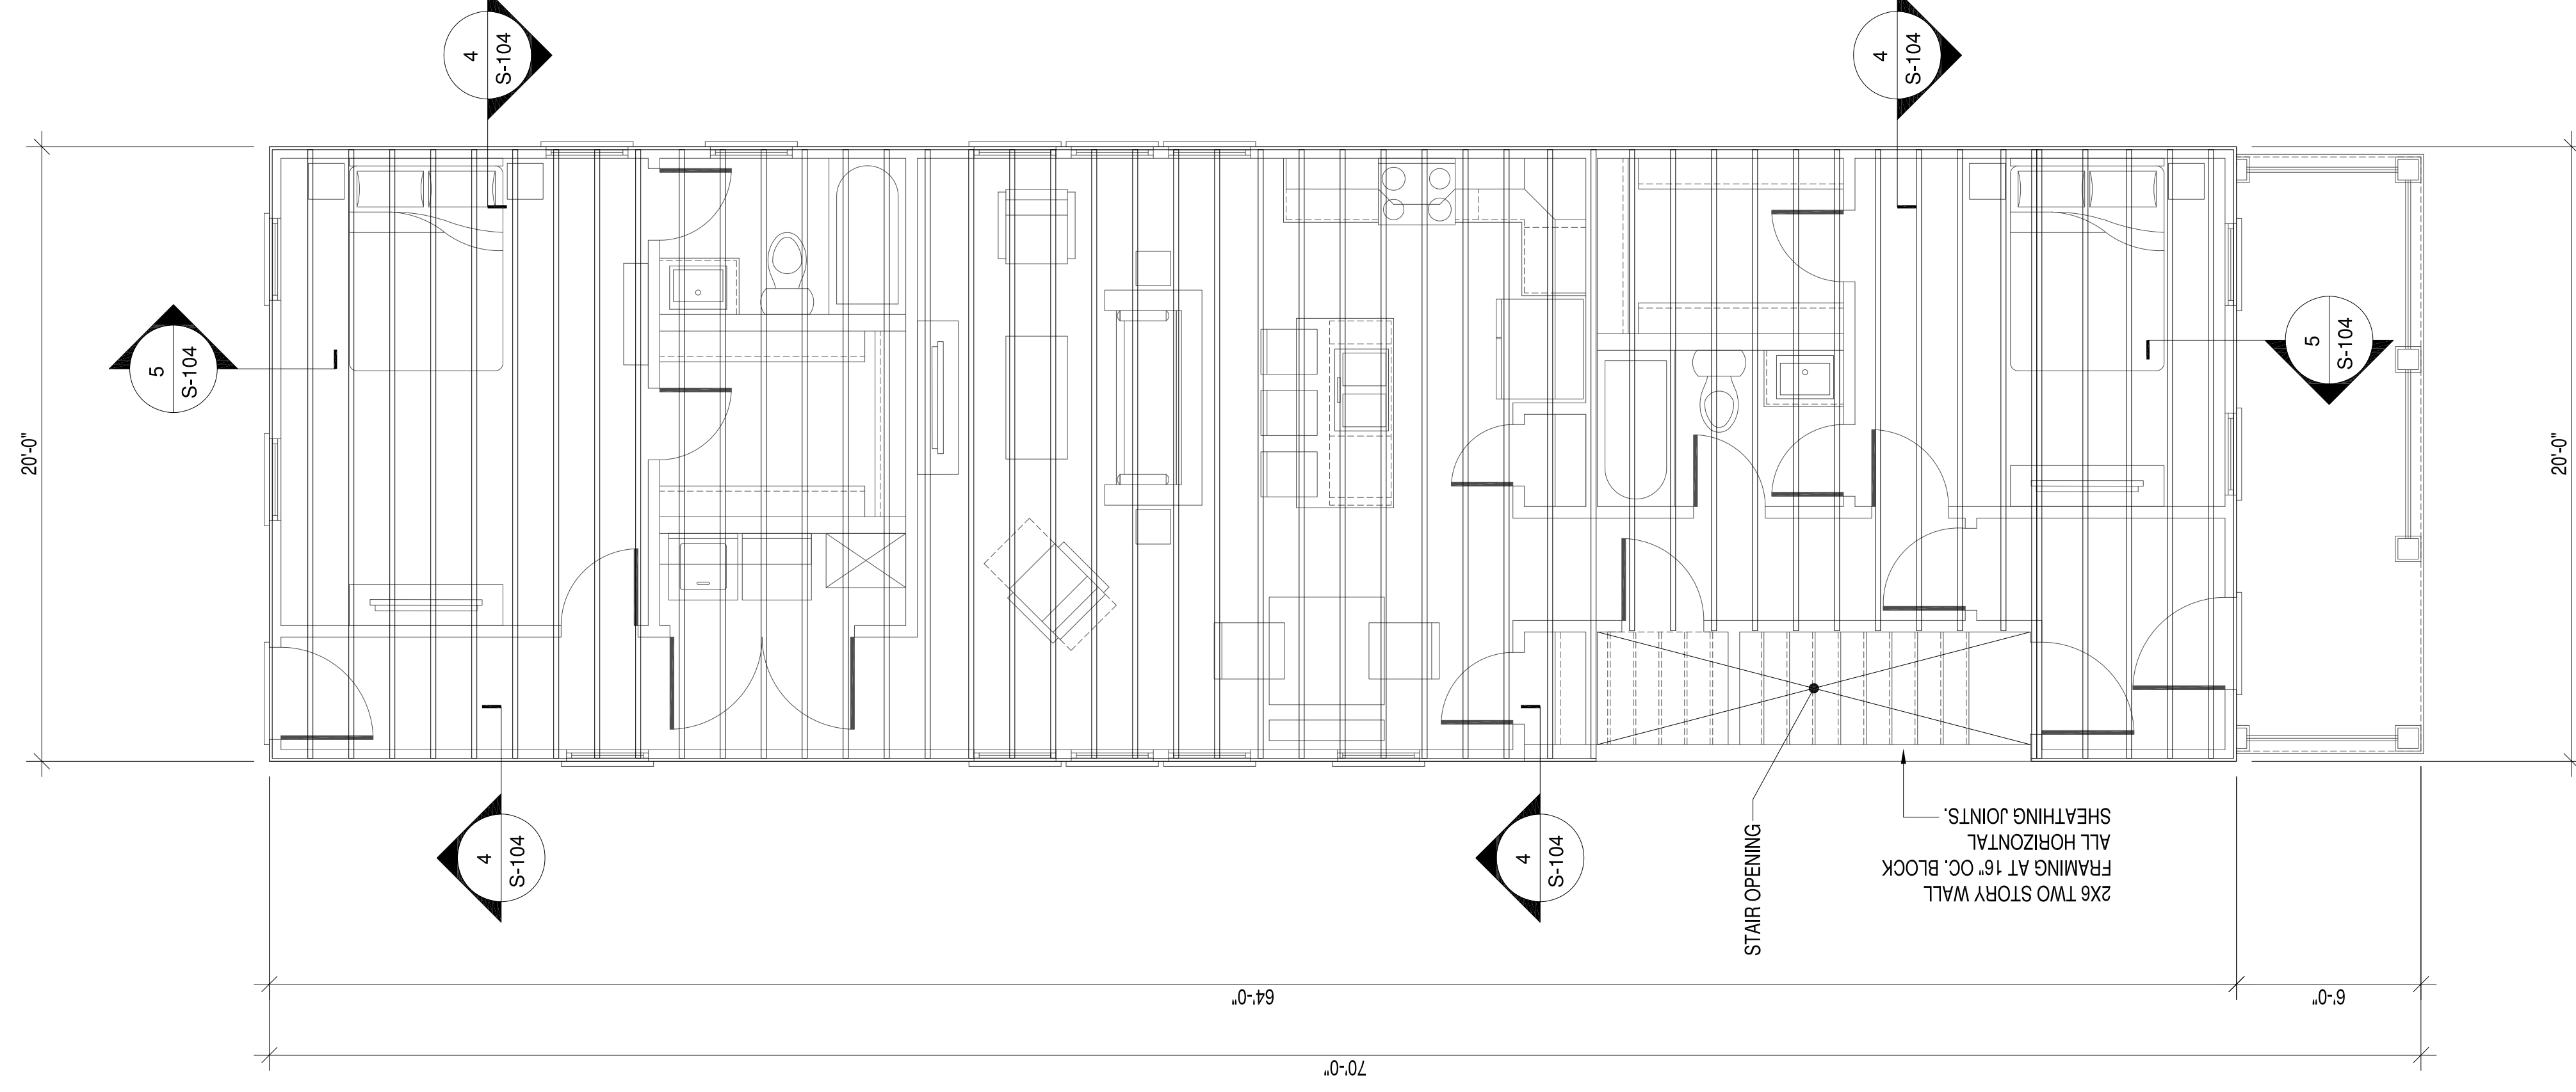 4
S-104
4
S-104
5
S-104
5
S-104
20'-0"
20'-0"
4
S-104
4
S-104
STAIR OPENING
2X6 TWO STORY WALL
FRAMING AT 16" OC. BLOCK
ALL HORIZONTAL
SHEATHING JOINTS.
64'-0"
6'-0"
70'-0"